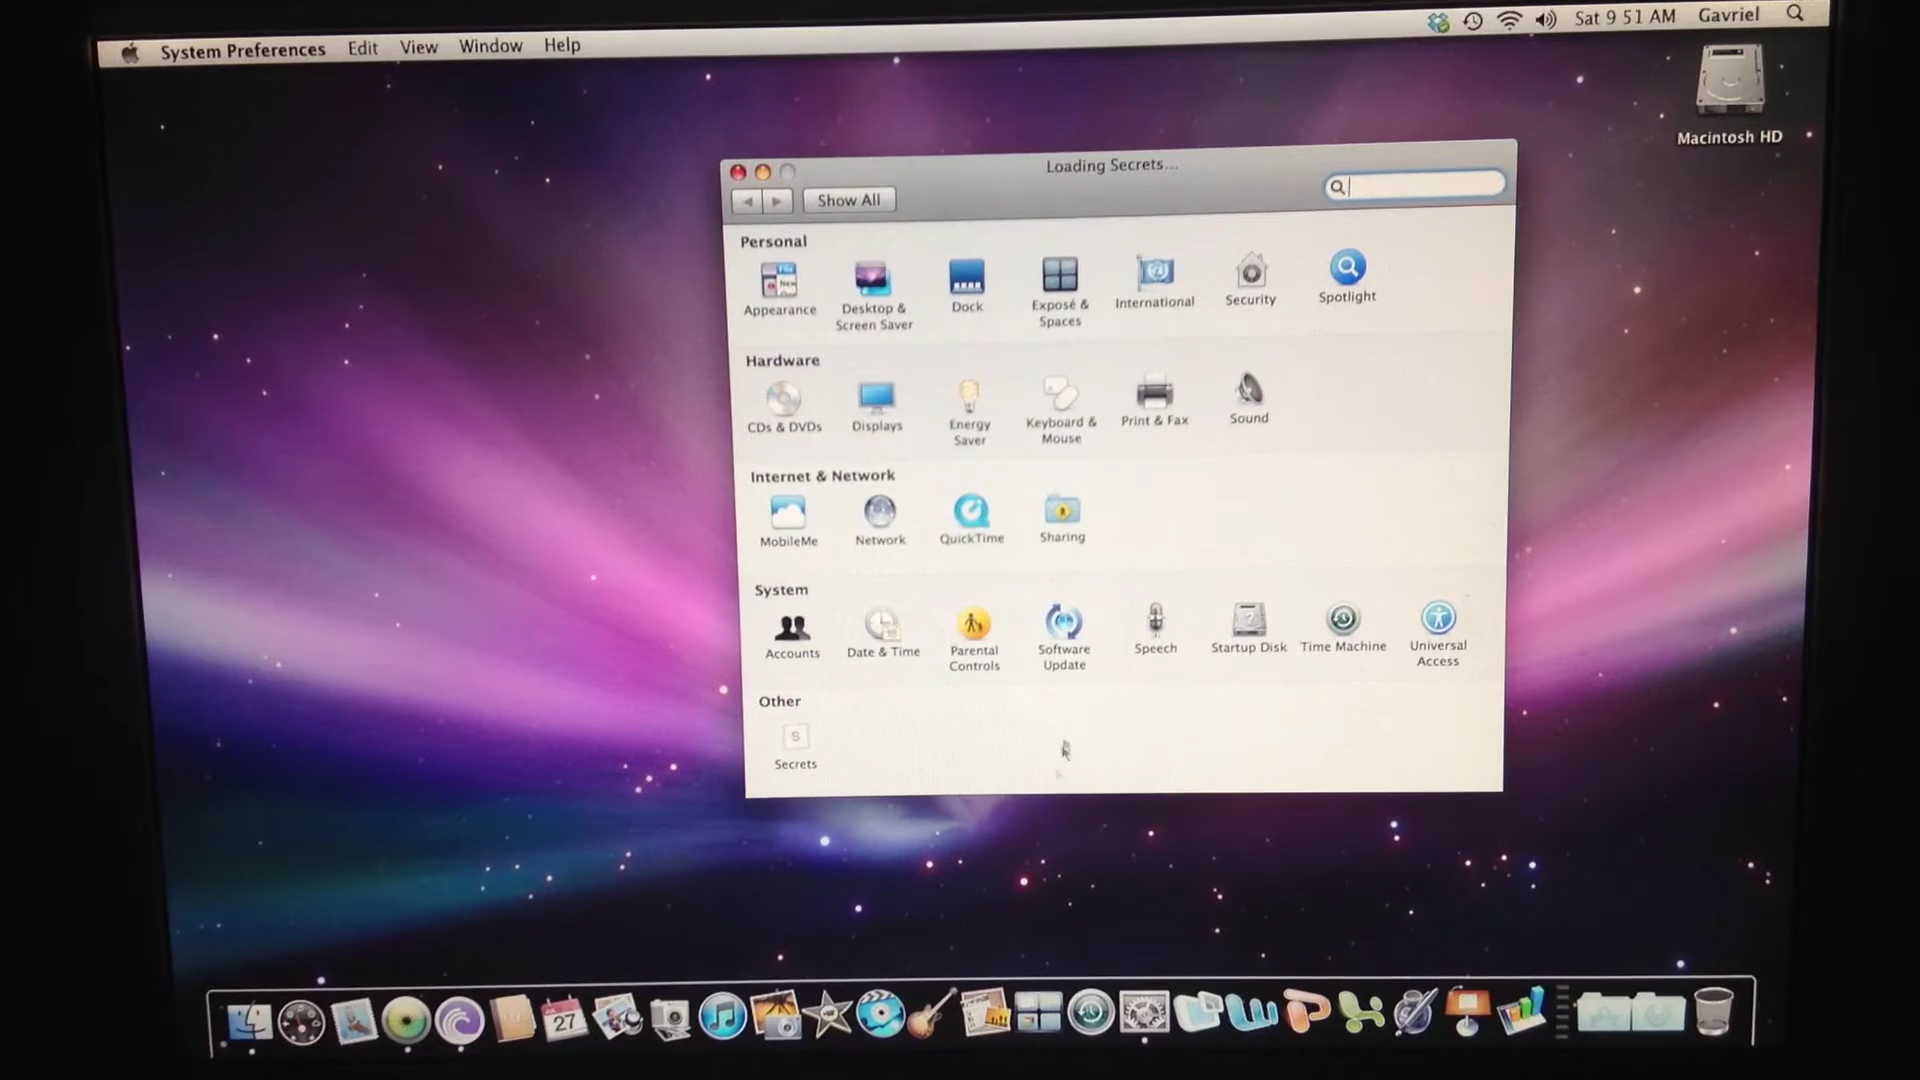 System Preferences Edit View Window Help
Sat 9 51 AM Gavriel
Macintosh HD
Loading Secrets...
Show All
Personal
Appearance
Desktop &
Screen Saver
Dock
Exposé &
Spaces
International
Security
Spotlight
Hardware
CDs & DVDs
Displays
Energy
Saver
Keyboard &
Mouse
Print & Fax
Sound
Internet & Network
MobileMe
Network
QuickTime
Sharing
System
Accounts
Date & Time
Parental
Controls
Software
Update
Speech
Startup Disk
Time Machine
Universal
Access
Other
S
Secrets
27